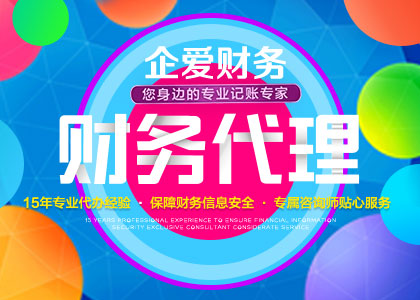 企爱财务
您身边的专业记账专家
财务代理
15年专业代办经验 · 保障财务信息安全 · 专属咨询师贴心服务
15 YEARS PROFESSIONAL EXPERIENCE TO ENSURE FINANCIAL INFORMATION
SECURITY EXCLUSIVE CONSULTANT CONSIDERATE SERVICE